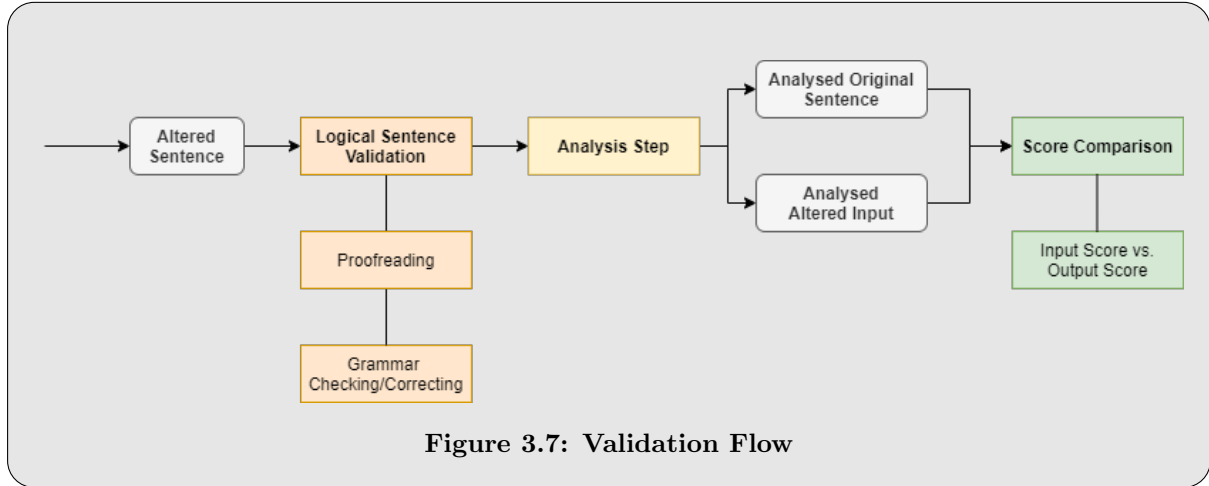 Altered
Sentence
Logical Sentence
Validation
Proofreading
Grammar
Checking/Correcting
Analysis Step
Analysed Original
Sentence
Analysed
Altered Input
Score Comparison
Input Score vs.
Output Score
Figure 3.7: Validation Flow